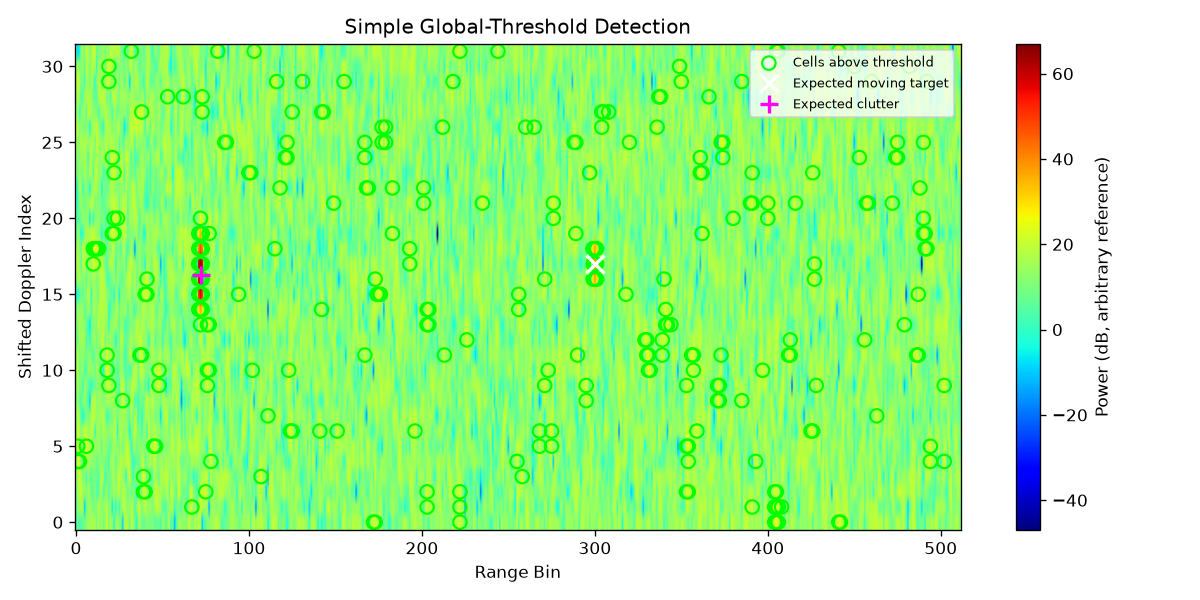 Simple Global-Threshold Detection
Cells above threshold
Expected moving target
Expected clutter
Shifted Doppler Index
30
25
20
15
10
5
0
0
100
200
300
400
500
Range Bin
60
40
20
0
−20
−40
Power (dB, arbitrary reference)